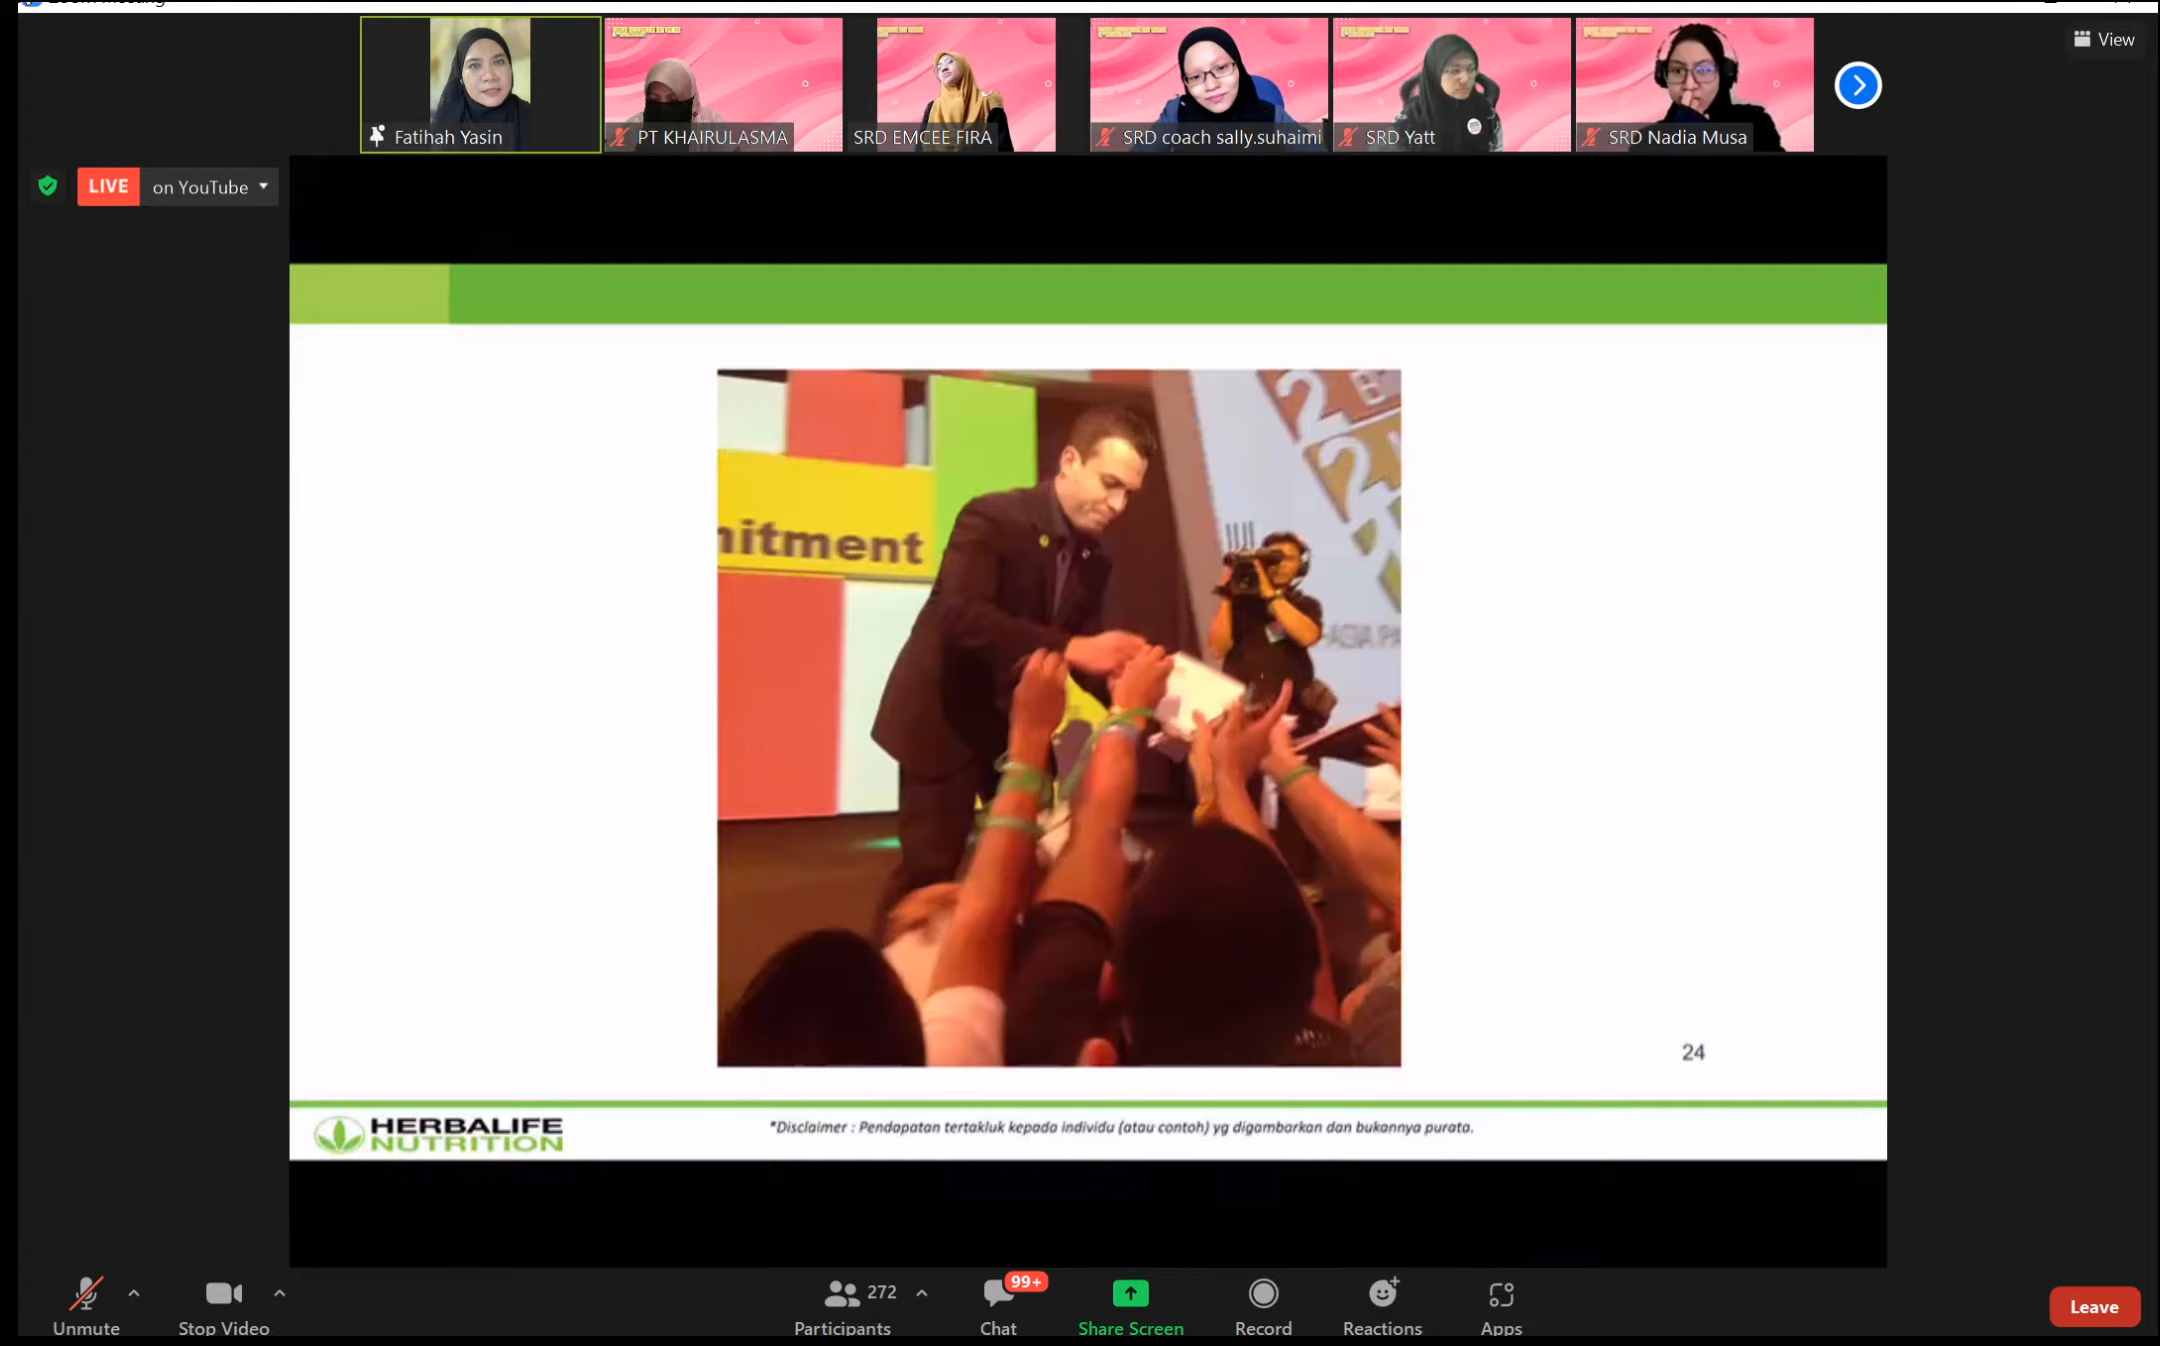 View
Fatihah Yasin
PT KHAIRULASMA
SRD EMCEE FIRA
SRD coach sally.suhaimi
SRD Yatt
SRD Nadia Musa
LIVE
on YouTube
nitment
ASIA PA
24
HERBALIFE
NUTRITION
*Disclaimer : Pendapatan tertakluk kepada individu (atau contoh) yg digambarkan dan bukannya purata.
Unmute
Stop Video
272
Participants
99+
Chat
Share Screen
Record
Reactions
Apps
Leave